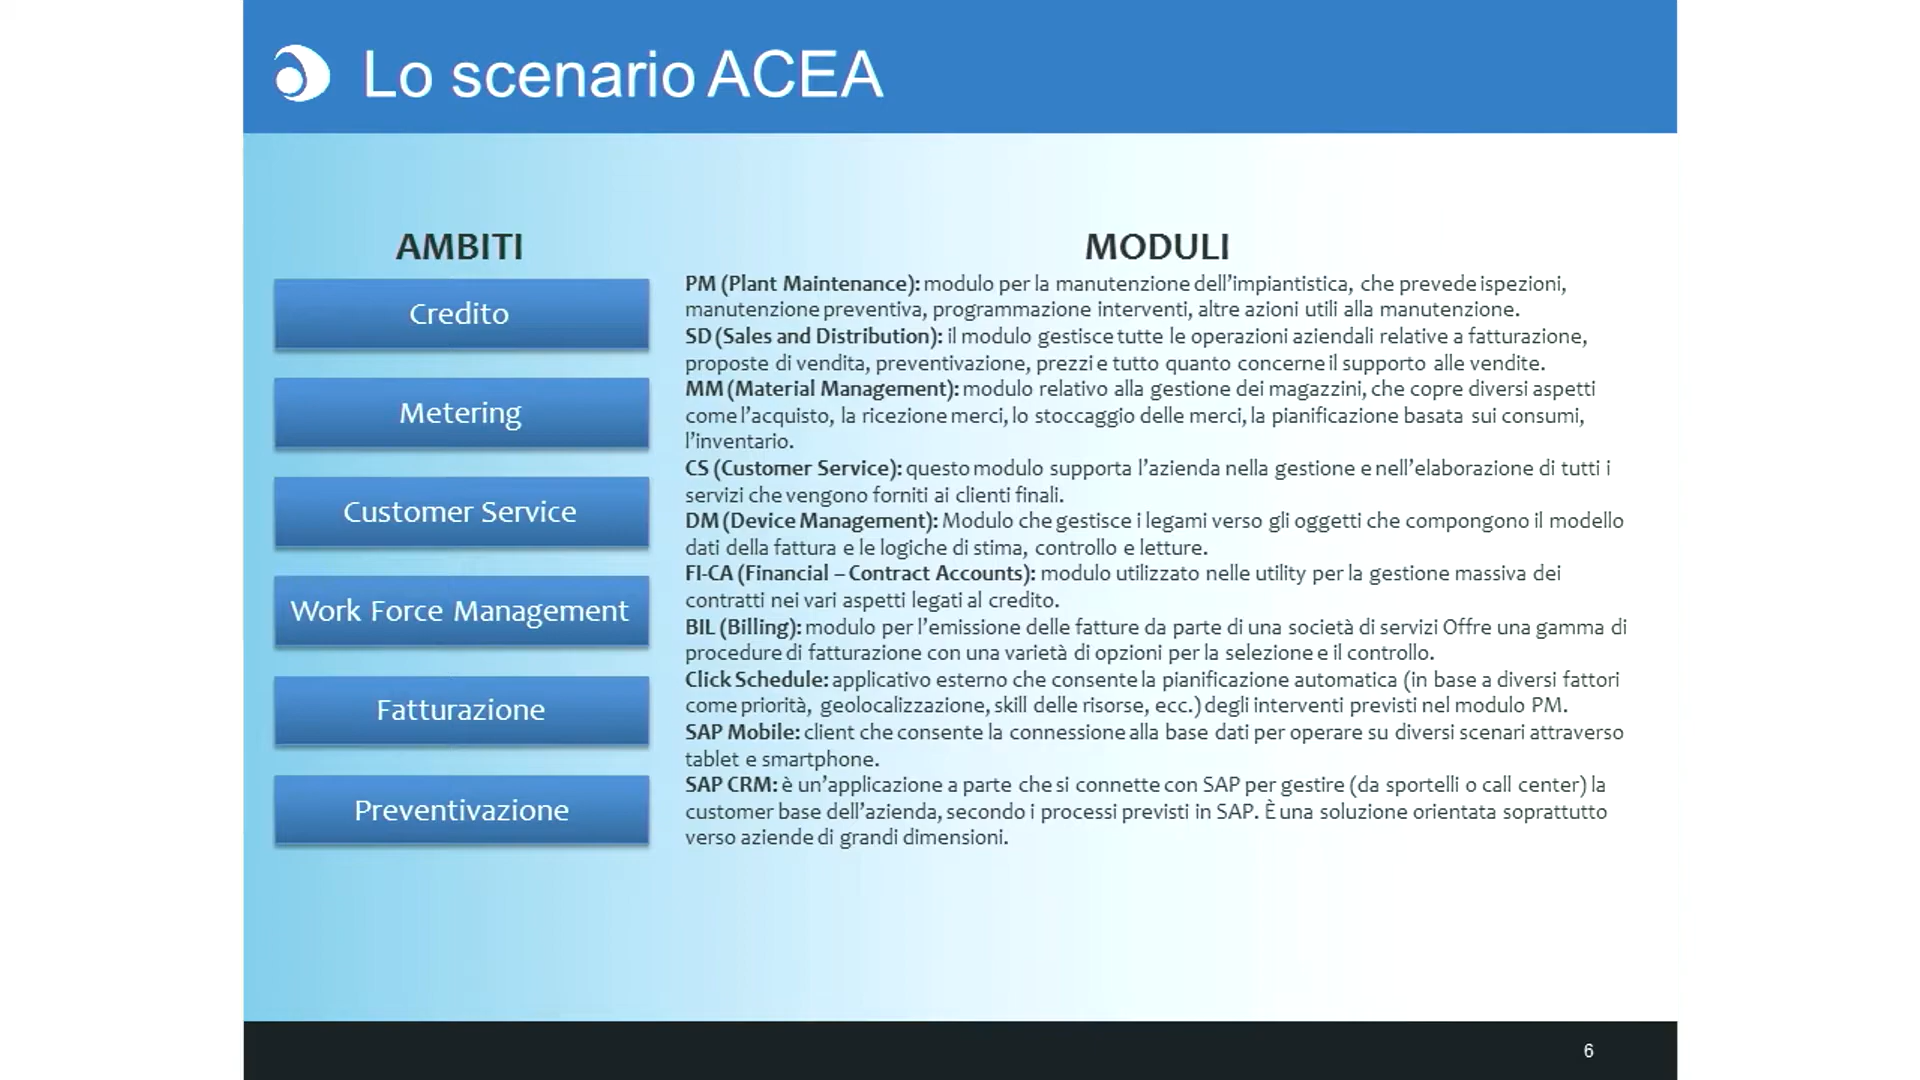 Lo scenario ACEA
AMBITI
Credito
Metering
Customer Service
Work Force Management
Fatturazione
Preventivazione
MODULI
PM (Plant Maintenance): modulo per la manutenzione dell'impiantistica, che prevede ispezioni,
manutenzione preventiva, programmazione interventi, altre azioni utili alla manutenzione.
SD (Sales and Distribution): il modulo gestisce tutte le operazioni aziendali relative a fatturazione,
proposte di vendita, preventivazione, prezzi e tutto quanto concerne il supporto alle vendite.
MM (Material Management): modulo relativo alla gestione dei magazzini, che copre diversi aspetti
come l'acquisto, la ricezione merci, lo stoccaggio delle merci, la pianificazione basata sui consumi,
l'inventario.
CS (Customer Service): questo modulo supporta l'azienda nella gestione e nell'elaborazione di tutti i
servizi che vengono forniti ai clienti finali.
DM (Device Management): Modulo che gestisce i legami verso gli oggetti che compongono il modello
dati della fattura e le logiche di stima, controllo e letture.
FI-CA (Financial – Contract Accounts): modulo utilizzato nelle utility per la gestione massiva dei
contratti nei vari aspetti legati al credito.
BIL (Billing): modulo per l'emissione delle fatture da parte di una società di servizi Offre una gamma di
procedure di fatturazione con una varietà di opzioni per la selezione e il controllo.
Click Schedule: applicativo esterno che consente la pianificazione automatica (in base a diversi fattori
come priorità, geolocalizzazione, skill delle risorse, ecc.) degli interventi previsti nel modulo PM.
SAP Mobile: client che consente la connessione alla base dati per operare su diversi scenari attraverso
tablet e smartphone.
SAP CRM: è un'applicazione a parte che si connette con SAP per gestire (da sportelli o call center) la
customer base dell'azienda, secondo i processi previsti in SAP. È una soluzione orientata soprattutto
verso aziende di grandi dimensioni.
6